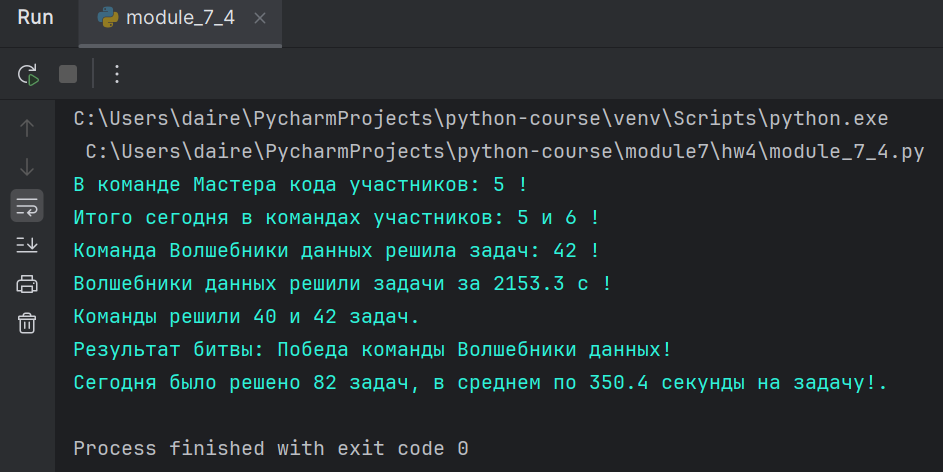 Run module_7_4
C:\Users\daire\PycharmProjects\python-course\venv\Scripts\python.exe
C:\Users\daire\PycharmProjects\python-course\module7\hw4\module_7_4.py
В команде Мастера кода участников: 5 !
Итого сегодня в командах участников: 5 и 6 !
Команда Волшебники данных решила задач: 42 !
Волшебники данных решили задачи за 2153.3 с !
Команды решили 40 и 42 задач.
Результат битвы: Победа команды Волшебники данных!
Сегодня было решено 82 задач, в среднем по 350.4 секунды на задачу!.
Process finished with exit code 0